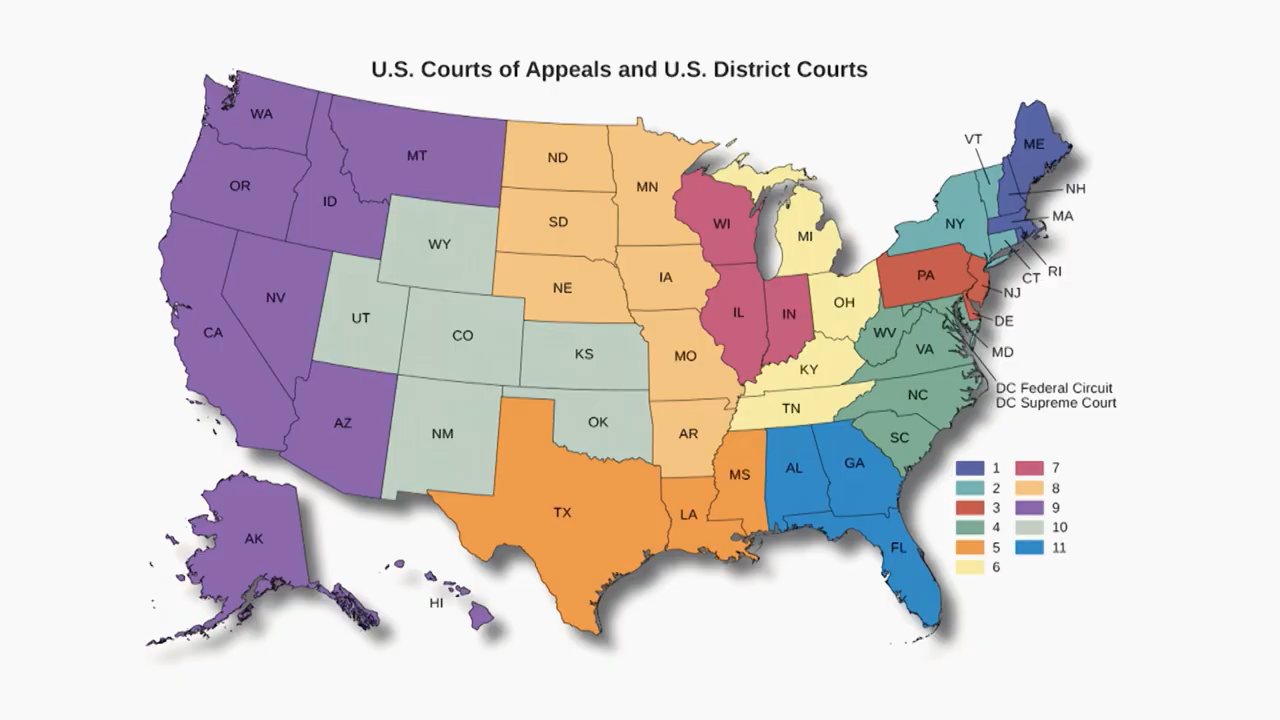 U.S. Courts of Appeals and U.S. District Courts
WA
OR
ID
MT
WY
CA
NV
UT
CO
AZ
NM
ND
SD
NE
KS
OK
TX
MN
IA
MO
AR
LA
WI
IL
IN
MI
OH
KY
TN
MS
AL
GA
FL
SC
NC
VA
WV
PA
NY
VT
ME
NH
MA
RI
CT
NJ
DE
MD
DC Federal Circuit
DC Supreme Court
AK
HI
1
2
3
4
5
6
7
8
9
10
11